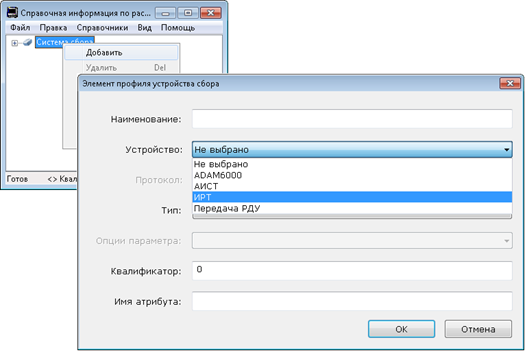 Справочная информация по рас...
Файл Правка Справочники Вид Помощь
Система сбора
Добавить
Удалить Del
Готов <> Квал
Элемент профиля устройства сбора
Наименование:
Устройство: Не выбрано
Не выбрано
ADAM6000
АИСТ
ИРТ
Передача РДУ
Протокол:
Тип:
Опции параметра:
Квалификатор: 0
Имя атрибута:
OK Отмена